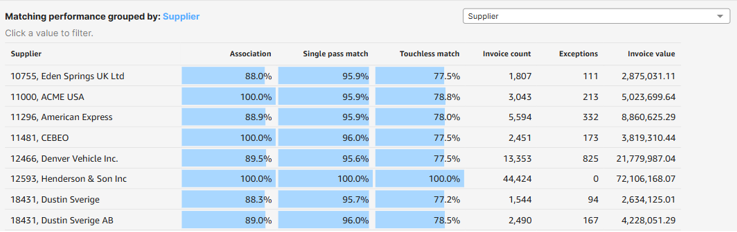 Matching performance grouped by: Supplier
Supplier
Click a value to filter.
Supplier Association Single pass match Touchless match Invoice count Exceptions Invoice value
10755, Eden Springs UK Ltd 88.0% 95.9% 77.5% 1,807 111 2,875,031.11
11000, ACME USA 100.0% 95.9% 78.8% 3,043 213 5,023,699.64
11296, American Express 88.9% 95.9% 78.0% 5,594 332 8,860,625.29
11481, CEBEO 100.0% 96.0% 77.5% 2,451 173 3,819,310.44
12466, Denver Vehicle Inc. 89.5% 95.6% 77.5% 13,353 825 21,779,987.04
12593, Henderson & Son Inc 100.0% 100.0% 100.0% 44,424 0 72,106,168.07
18431, Dustin Sverige 88.3% 95.7% 77.2% 1,544 94 2,634,125.01
18431, Dustin Sverige AB 89.0% 96.0% 78.5% 2,490 167 4,228,051.29